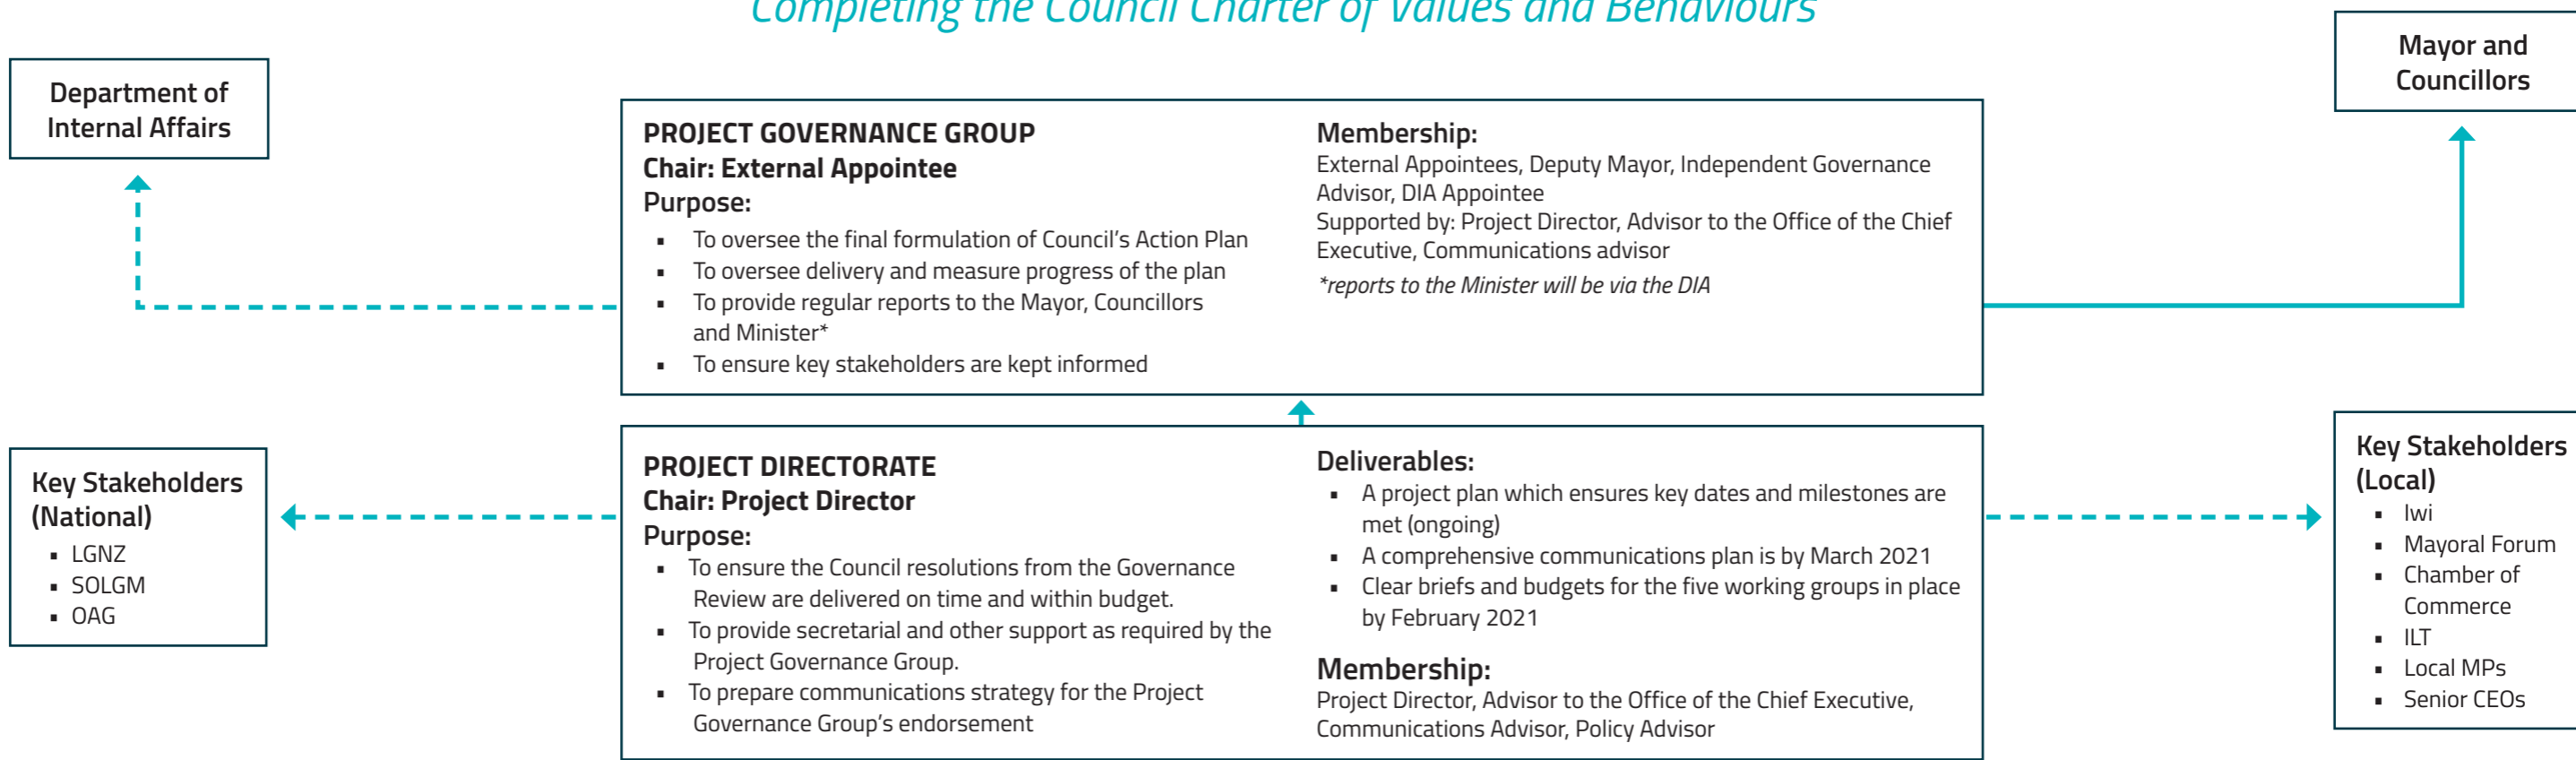 Completing the Council Charter of Values and Behaviours
Department of
Internal Affairs
Mayor and
Councillors
PROJECT GOVERNANCE GROUP
Chair: External Appointee
Purpose:
▪ To oversee the final formulation of Council’s Action Plan
▪ To oversee delivery and measure progress of the plan
▪ To provide regular reports to the Mayor, Councillors
and Minister*
▪ To ensure key stakeholders are kept informed
Membership:
External Appointees, Deputy Mayor, Independent Governance
Advisor, DIA Appointee
Supported by: Project Director, Advisor to the Office of the Chief
Executive, Communications advisor
*reports to the Minister will be via the DIA
Key Stakeholders
(National)
▪ LGNZ
▪ SOLGM
▪ OAG
PROJECT DIRECTORATE
Chair: Project Director
Purpose:
▪ To ensure the Council resolutions from the Governance
Review are delivered on time and within budget.
▪ To provide secretarial and other support as required by the
Project Governance Group.
▪ To prepare communications strategy for the Project
Governance Group’s endorsement
Deliverables:
▪ A project plan which ensures key dates and milestones are
met (ongoing)
▪ A comprehensive communications plan is by March 2021
▪ Clear briefs and budgets for the five working groups in place
by February 2021
Membership:
Project Director, Advisor to the Office of the Chief Executive,
Communications Advisor, Policy Advisor
Key Stakeholders
(Local)
▪ Iwi
▪ Mayoral Forum
▪ Chamber of
Commerce
▪ ILT
▪ Local MPs
▪ Senior CEOs